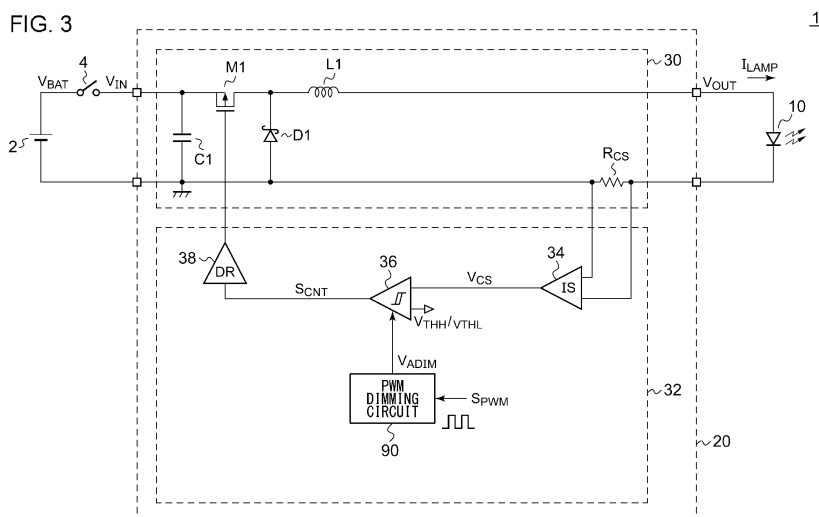 FIG. 3
1
4
M1
L1
30
V_BAT
V_IN
V_OUT
I_LAMP
10
2
C1
D1
R_CS
38
DR
36
34
IS
S_CNT
V_CS
V_THH/V_THL
V_ADIM
PWM
DIMMING
CIRCUIT
S_PWM
90
32
20